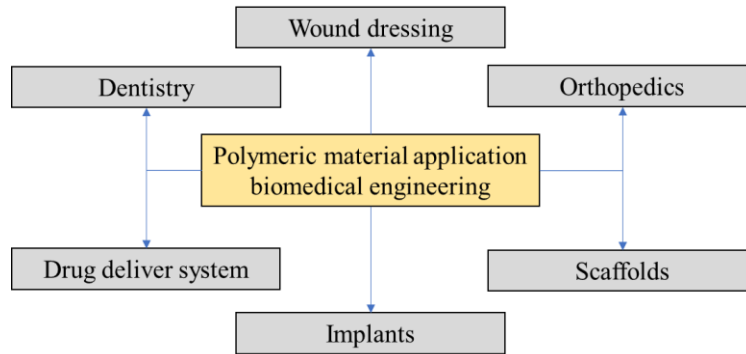 Wound dressing
Dentistry
Orthopedics
Polymeric material application
biomedical engineering
Drug deliver system
Scaffolds
Implants